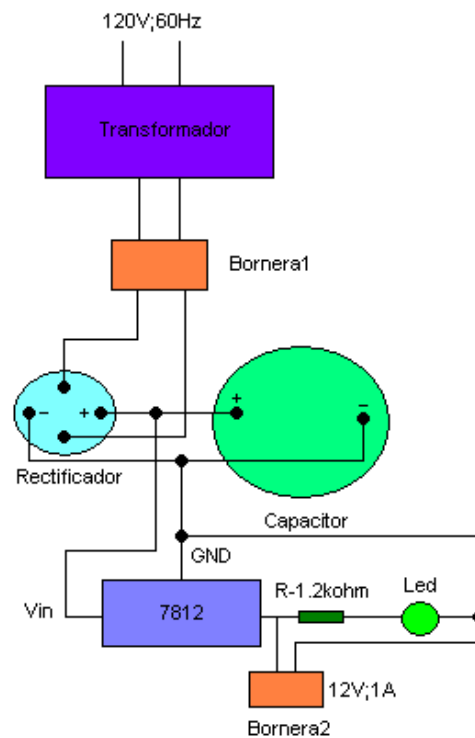 120V;60Hz
Transformador
Bornera1
- +
+ -
Rectificador
Capacitor
GND
Vin
7812
R-1.2kohm
Led
12V;1A
Bornera2